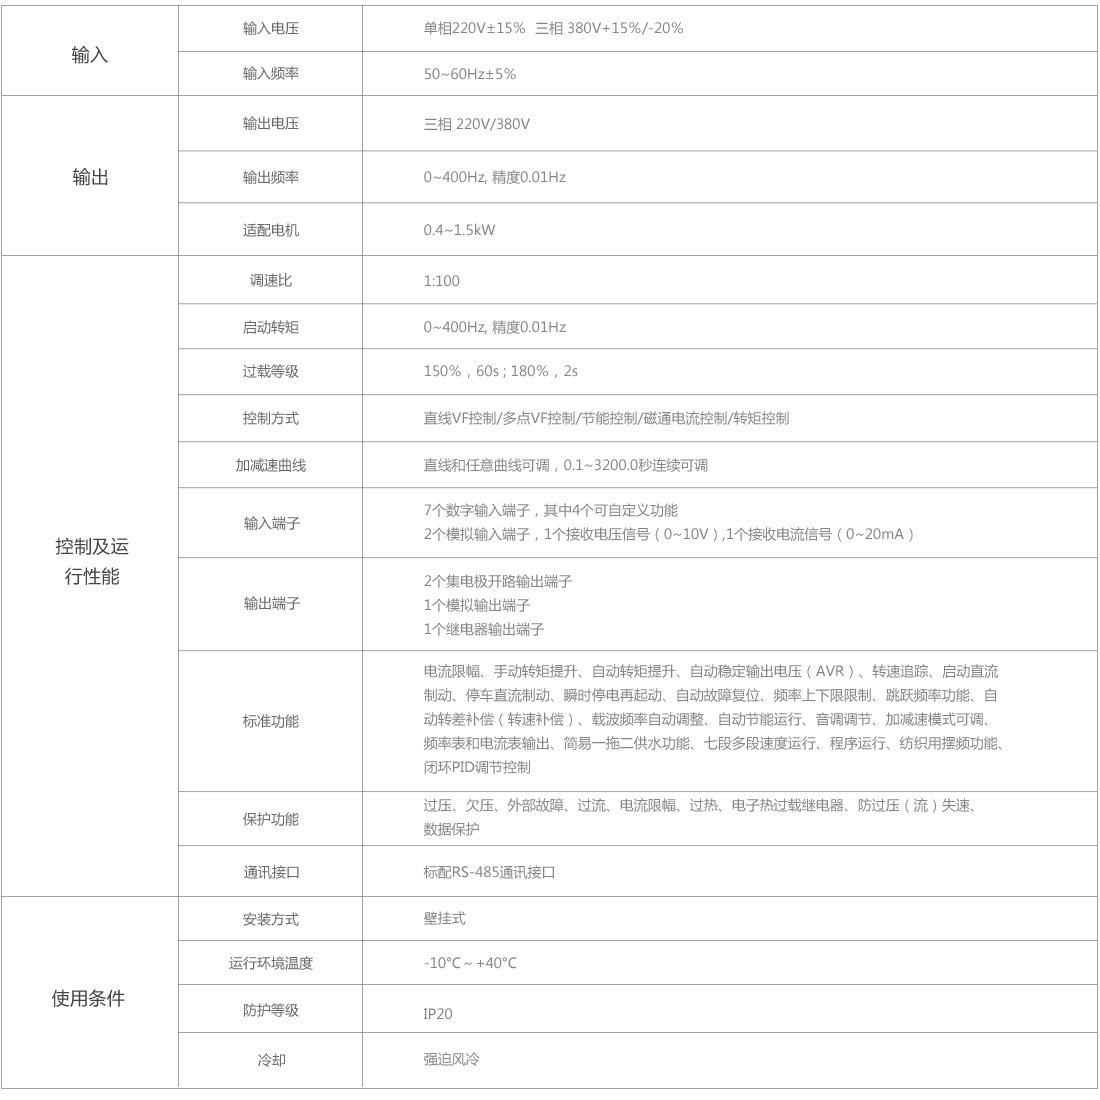 输入
输入电压
单相220V±15% 三相 380V+15%/-20%
输入频率
50~60Hz±5%
输出
输出电压
三相 220V/380V
输出频率
0~400Hz, 精度0.01Hz
适配电机
0.4~1.5kW
控制及运
行性能
调速比
1:100
启动转矩
0~400Hz, 精度0.01Hz
过载等级
150%，60s ; 180%，2s
控制方式
直线VF控制/多点VF控制/节能控制/磁通电流控制/转矩控制
加减速曲线
直线和任意曲线可调，0.1~3200.0秒连续可调
输入端子
7个数字输入端子，其中4个可自定义功能
2个模拟输入端子，1个接收电压信号（0~10V）,1个接收电流信号（0~20mA）
输出端子
2个集电极开路输出端子
1个模拟输出端子
1个继电器输出端子
标准功能
电流限幅、手动转矩提升、自动转矩提升、自动稳定输出电压（AVR）、转速追踪、启动直流
制动、停车直流制动、瞬时停电再起动、自动故障复位、频率上下限限制、跳跃频率功能、自
动转差补偿（转速补偿）、载波频率自动调整、自动节能运行、音调调节、加减速模式可调、
频率表和电流表输出、简易一拖二供水功能、七段多段速度运行、程序运行、纺织用摆频功能、
闭环PID调节控制
保护功能
过压、欠压、外部故障、过流、电流限幅、过热、电子热过载继电器、防过压（流）失速、
数据保护
通讯接口
标配RS-485通讯接口
使用条件
安装方式
壁挂式
运行环境温度
-10℃～+40℃
防护等级
IP20
冷却
强迫风冷